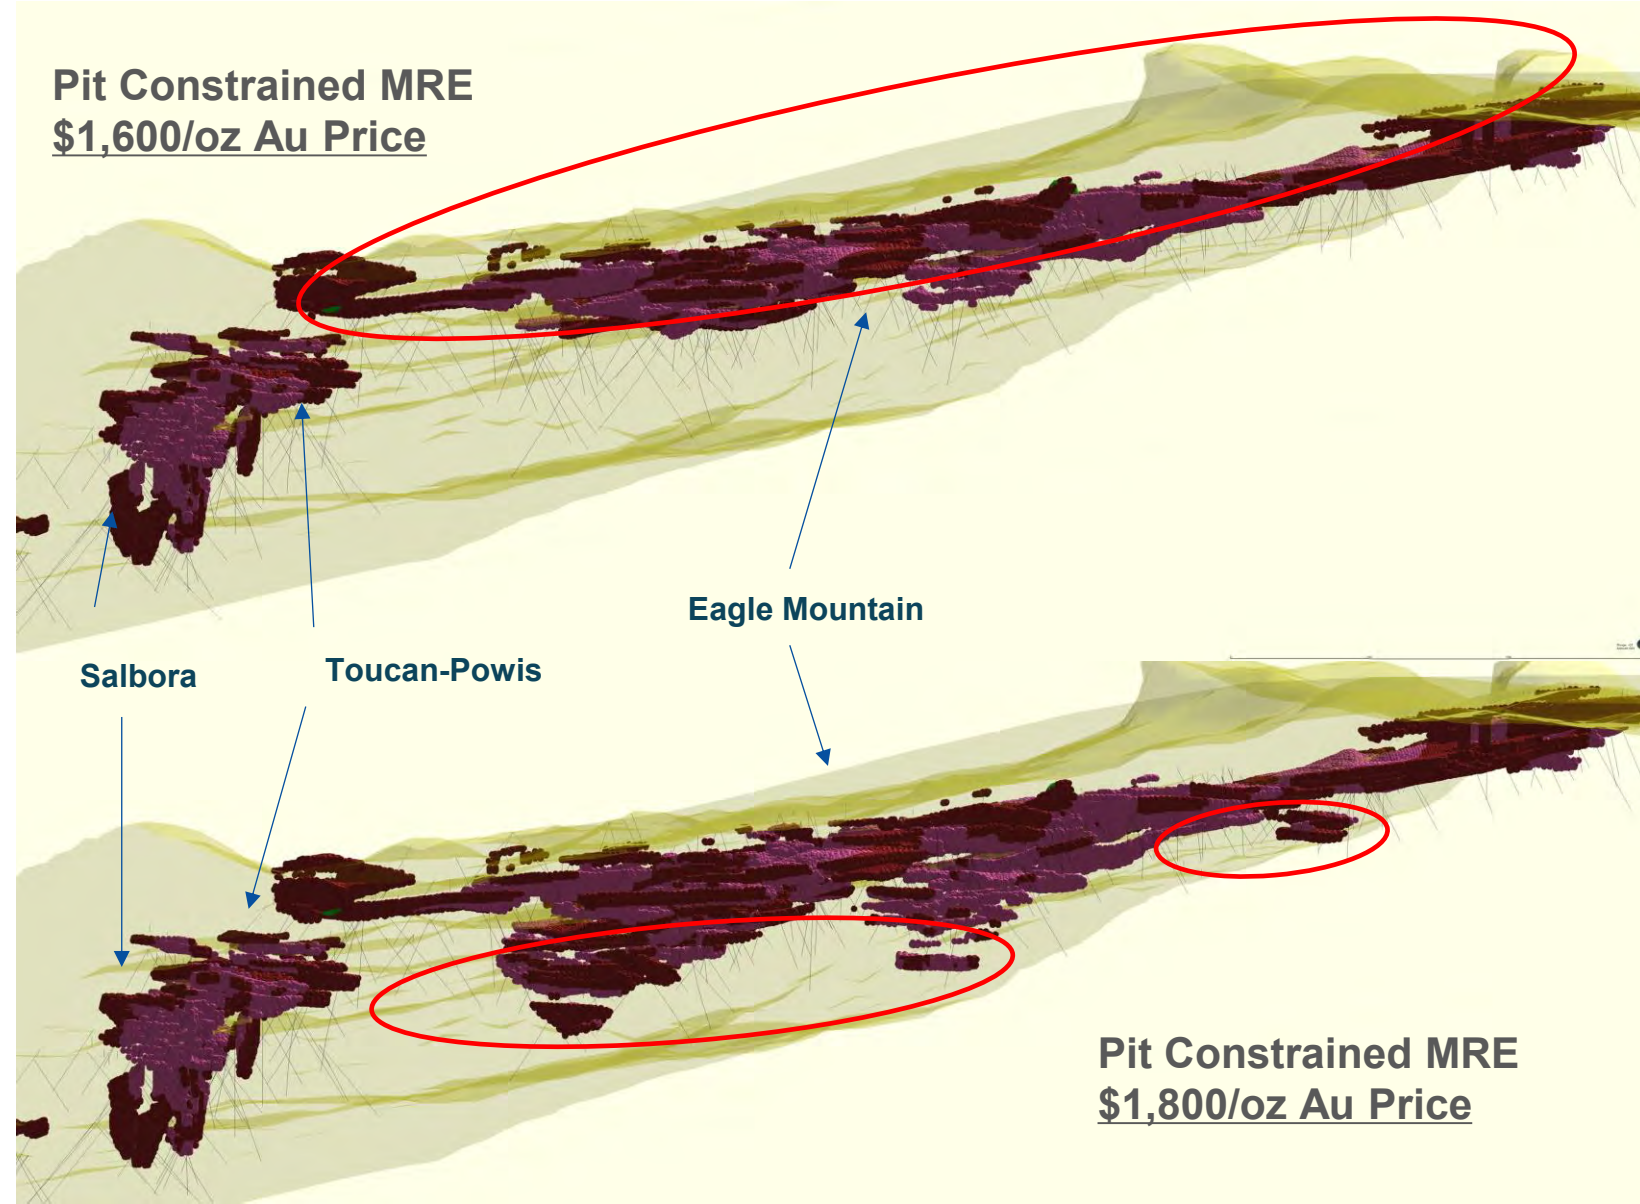 Pit Constrained MRE
$1,600/oz Au Price
Eagle Mountain
Salbora
Toucan-Powis
Pit Constrained MRE
$1,800/oz Au Price